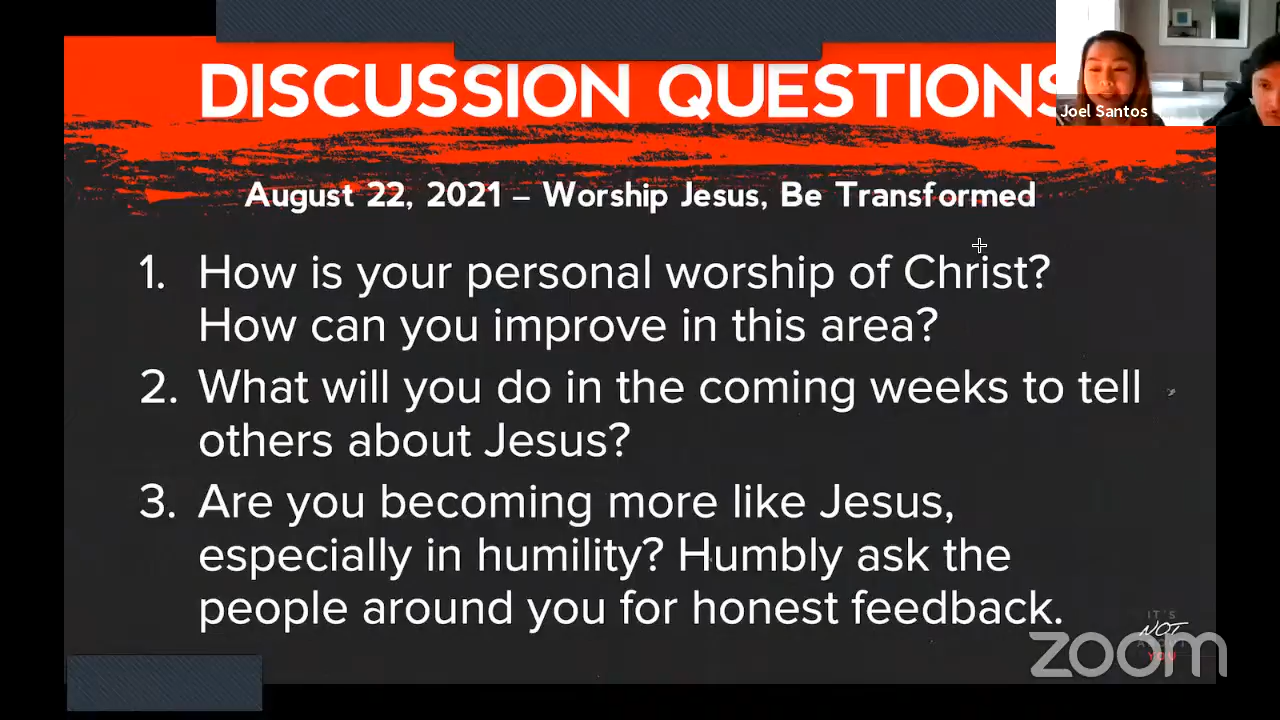 DISCUSSION QUESTIONS
Joel Santos
August 22, 2021 – Worship Jesus, Be Transformed
1. How is your personal worship of Christ?
How can you improve in this area?
2. What will you do in the coming weeks to tell
others about Jesus?
3. Are you becoming more like Jesus,
especially in humility? Humbly ask the
people around you for honest feedback.
IT'S
NOT
YOU
zoom